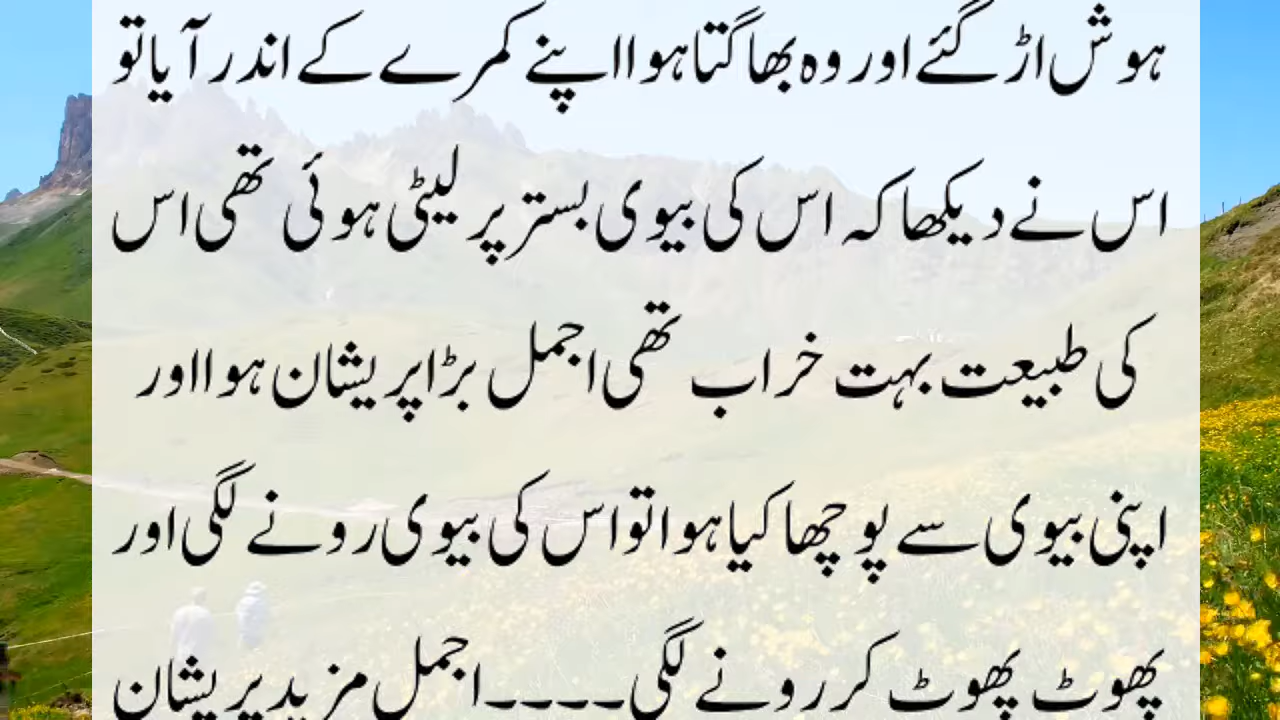 ہوش اڑ گئے اور وہ بھاگتا ہوا اپنے کمرے کے اندر آیا تو
اس نے دیکھا کہ اس کی بیوی بستر پر لیٹی ہوئی تھی اس
کی طبیعت بہت خراب تھی اجمل بڑا پریشان ہوا اور
اپنی بیوی سے پوچھا کیا ہوا تو اس کی بیوی رونے لگی اور
پھوٹ پھوٹ کر رونے لگی۔۔۔۔اجمل مزید پریشان